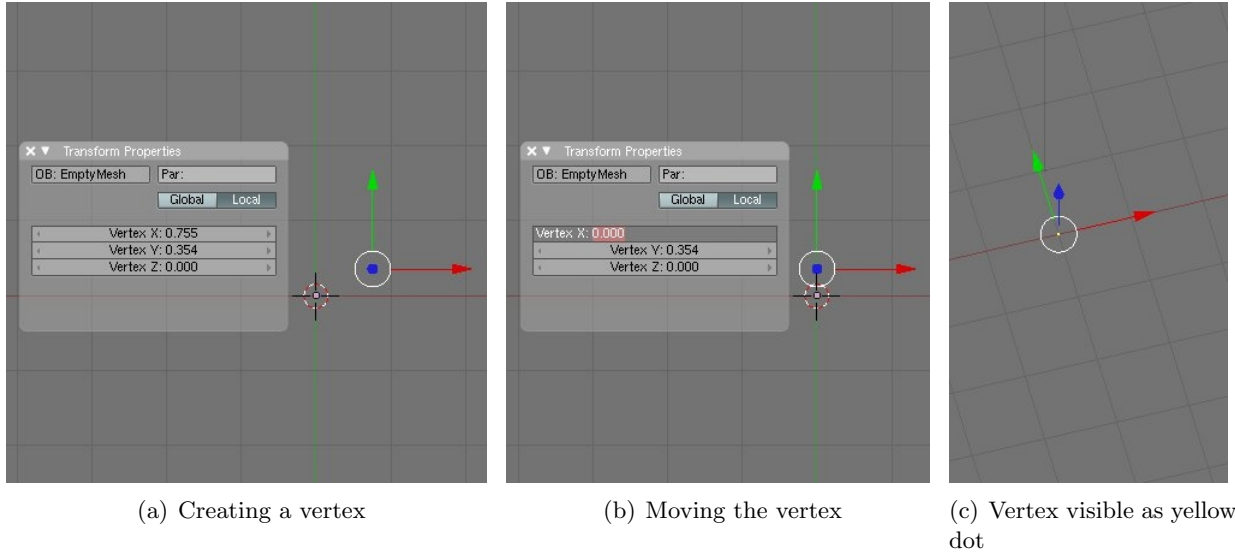 Transform Properties
OB: EmptyMesh Par:
Global Local
Vertex X: 0.755
Vertex Y: 0.354
Vertex Z: 0.000
Transform Properties
OB: EmptyMesh Par:
Global Local
Vertex X: 0.000
Vertex Y: 0.354
Vertex Z: 0.000
(a) Creating a vertex
(b) Moving the vertex
(c) Vertex visible as yellow
dot